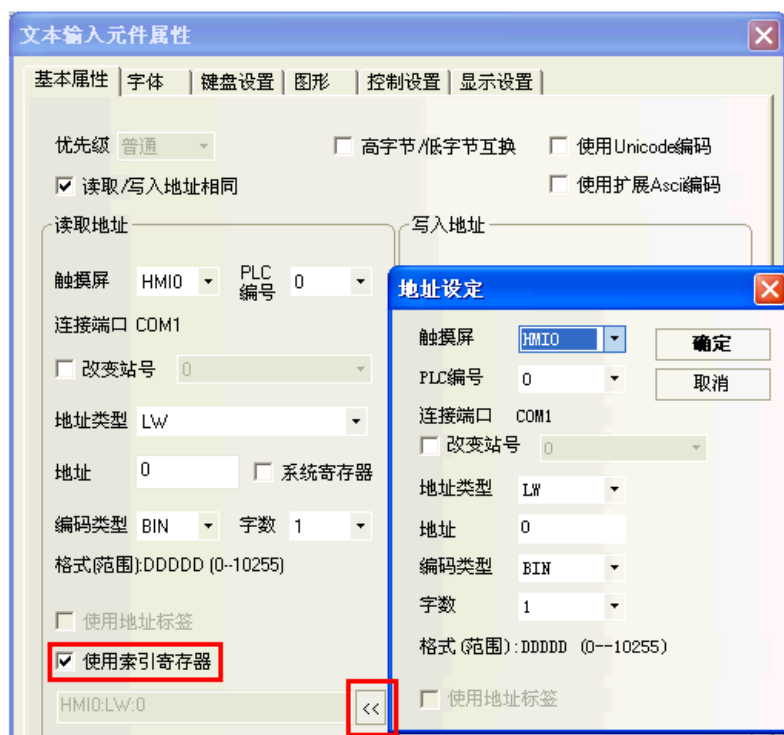 文本输入元件属性
基本属性 字体 键盘设置 图形 控制设置 显示设置
优先级 普通 高字节/低字节互换 使用Unicode编码
读取/写入地址相同 使用扩展Ascii编码
读取地址
触摸屏 HMI0 PLC编号 0
连接端口 COM1
改变站号 0
地址类型 LW
地址 0 系统寄存器
编码类型 BIN 字数 1
格式(范围):DDDDD (0--10255)
使用地址标签
使用索引寄存器
HMI0:LW:0 <<
写入地址
地址设定
触摸屏 HMI0 确定
PLC编号 0 取消
连接端口 COM1
改变站号 0
地址类型 LW
地址 0
编码类型 BIN
字数 1
格式(范围):DDDDD (0--10255)
使用地址标签